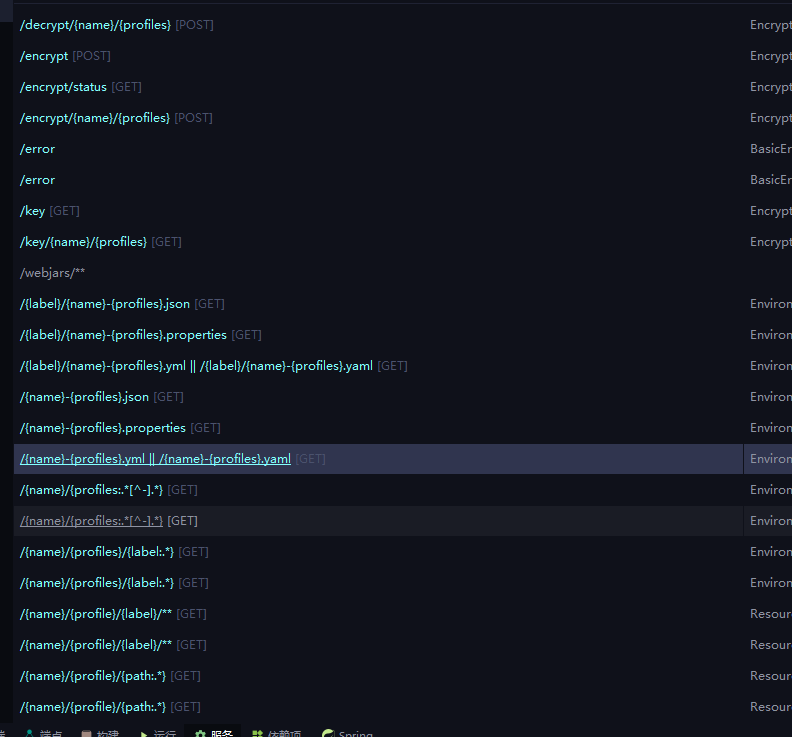 /decrypt/{name}/{profiles} [POST] Encrypt
/encrypt [POST] Encrypt
/encrypt/status [GET] Encrypt
/encrypt/{name}/{profiles} [POST] Encrypt
/error BasicEr
/error BasicEr
/key [GET] Encrypt
/key/{name}/{profiles} [GET] Encrypt
/webjars/**
/{label}/{name}-{profiles}.json [GET] Environ
/{label}/{name}-{profiles}.properties [GET] Environ
/{label}/{name}-{profiles}.yml || /{label}/{name}-{profiles}.yaml [GET] Environ
/{name}-{profiles}.json [GET] Environ
/{name}-{profiles}.properties [GET] Environ
/{name}-{profiles}.yml || /{name}-{profiles}.yaml [GET] Environ
/{name}/{profiles:.*[^-].*} [GET] Environ
/{name}/{profiles:.*[^-].*} [GET] Environ
/{name}/{profiles}/{label:.*} [GET] Environ
/{name}/{profiles}/{label:.*} [GET] Environ
/{name}/{profile}/{label}/** [GET] Resour
/{name}/{profile}/{label}/** [GET] Resour
/{name}/{profile}/{path:.*} [GET] Resour
/{name}/{profile}/{path:.*} [GET] Resour
端点 构建 运行 服务 依赖项 Spring